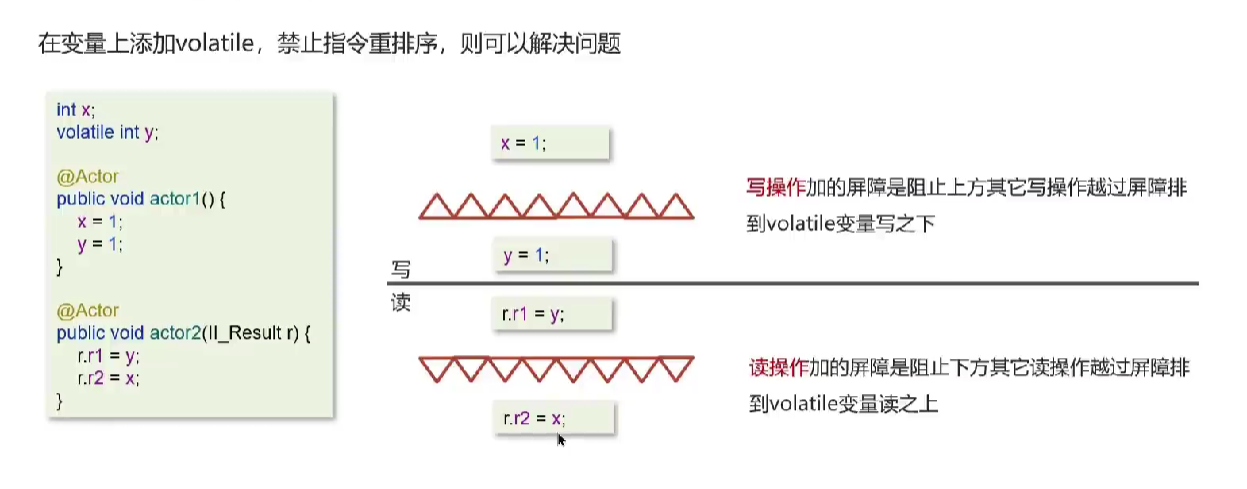 在变量上添加volatile，禁止指令重排序，则可以解决问题
int x;
volatile int y;
@Actor
public void actor1() {
x = 1;
y = 1;
}
@Actor
public void actor2(II_Result r) {
r.r1 = y;
r.r2 = x;
}
x = 1;
y = 1;
写
读
r.r1 = y;
r.r2 = x;
写操作加的屏障是阻止上方其它写操作越过屏障排
到volatile变量写之下
读操作加的屏障是阻止下方其它读操作越过屏障排
到volatile变量读之上